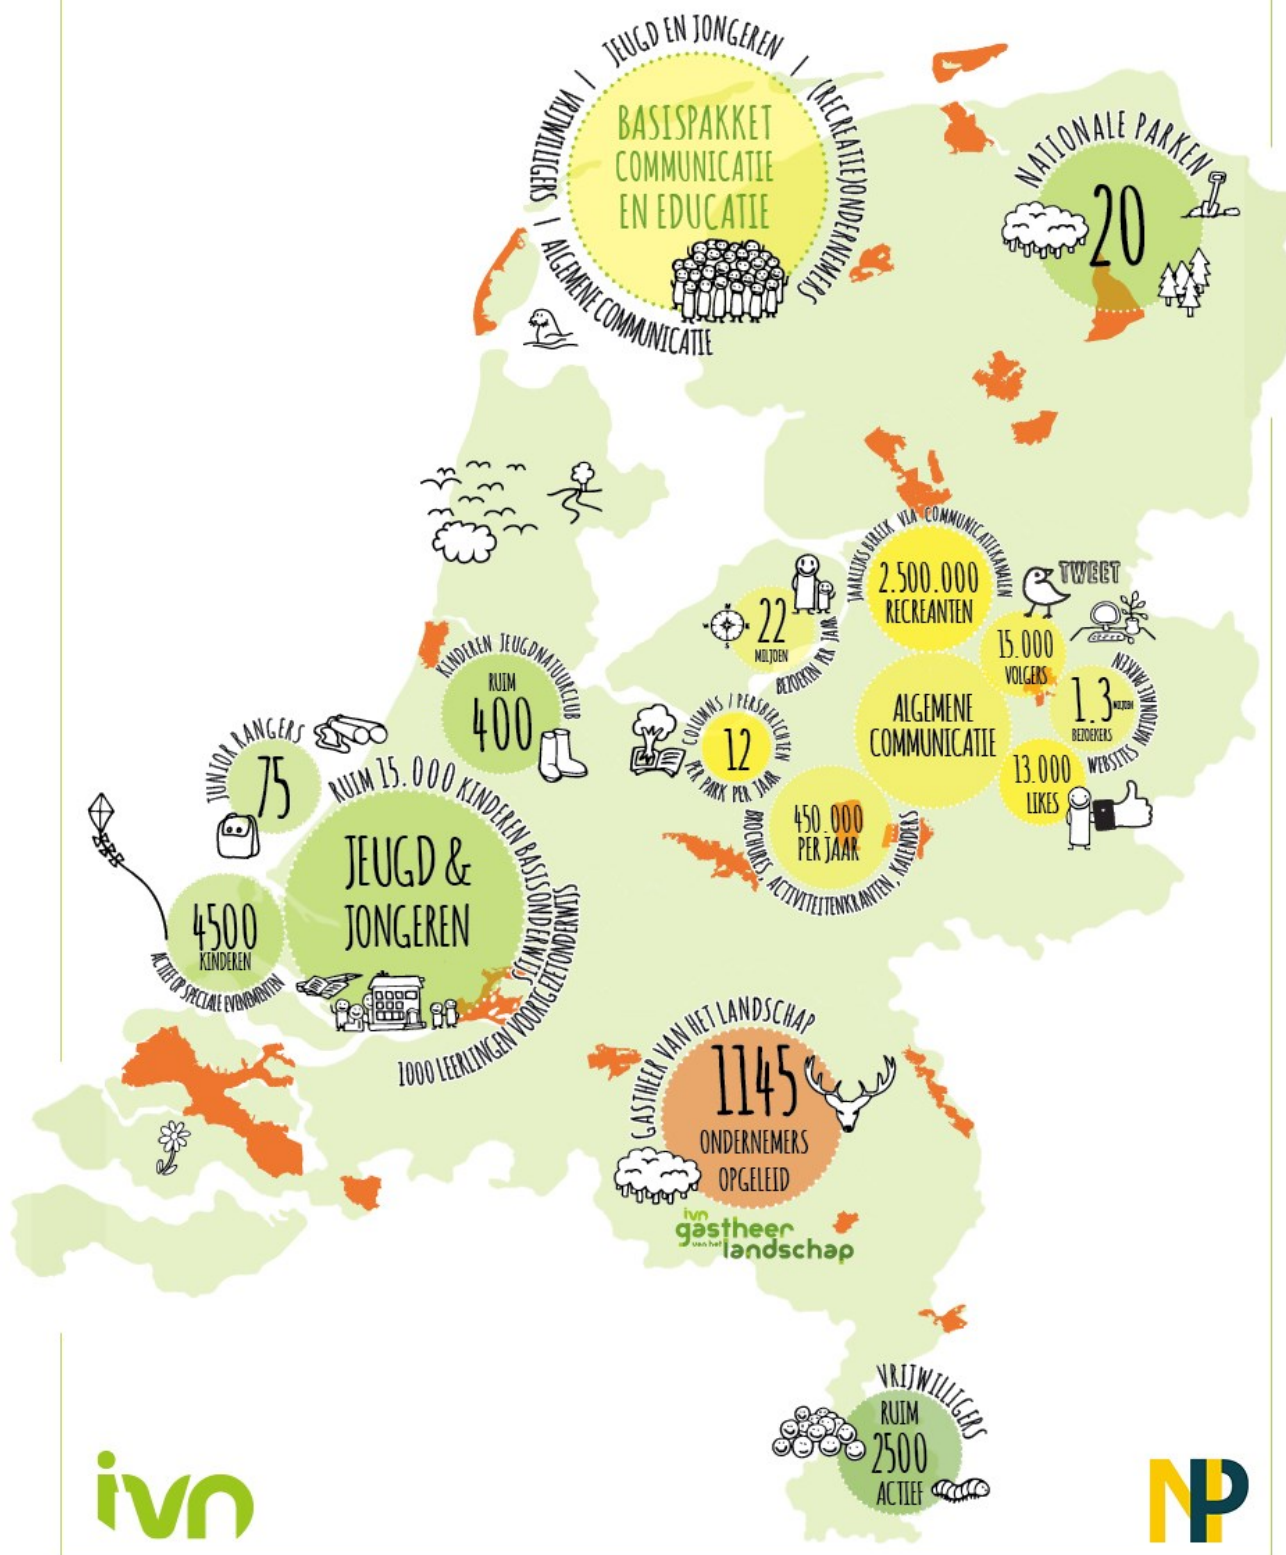 VRIJWILLIGERS | JEUGD EN JONGEREN | (RECREATIE)ONDERNEMERS
| ALGEMENE COMMUNICATIE
BASISPAKKET
COMMUNICATIE
EN EDUCATIE
NATIONALE PARKEN
20
JAARLIJKS BEREIK VIA COMMUNICATIEKANALEN
2.500.000
RECREANTEN
TWEET
15.000
VOLGERS
22
MILJOEN
BEZOEKEN PER JAAR
N
W
E
S
1.3 MILJOEN
BEZOEKERS
WEBSITES NATIONALE PARKEN
ALGEMENE
COMMUNICATIE
13.000
LIKES
COLUMNS / PERSBERICHTEN
12
PER PARK PER JAAR
450.000
PER JAAR
BROCHURES, ACTIVITEITENKRANTEN, KALENDERS
KINDEREN JEUGDNATUURCLUB
RUIM
400
JUNIOR RANGERS
75
RUIM 15.000 KINDEREN BASISONDERWIJS
JEUGD &
JONGEREN
1000 LEERLINGEN VOORTGEZETONDERWIJS
4500
KINDEREN
ACTIEF OP SPECIALE EVENEMENTEN
GASTHEER VAN HET LANDSCHAP
1145
ONDERNEMERS
OPGELEID
ivn
gastheer
van het landschap
VRIJWILLIGERS
RUIM
2500
ACTIEF
ivn
NP